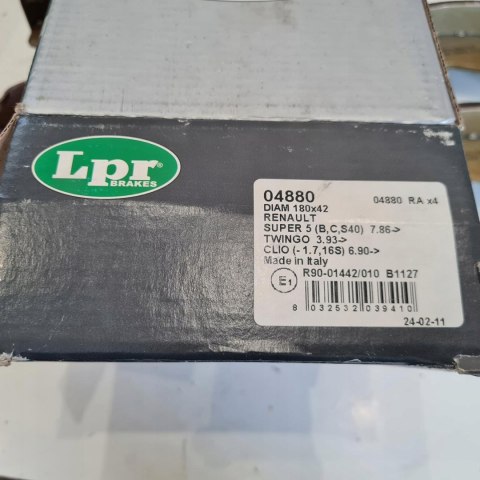 Lpr®
BRAKES
04880
04880 RA x4
DIAM 180x42
RENAULT
SUPER 5 (B,C,S40) 7.86->
TWINGO 3.93->
CLIO (- 1.7,16S) 6.90->
Made in Italy
E1
R90-01442/010 B1127
8 032532 039410
24-02-11